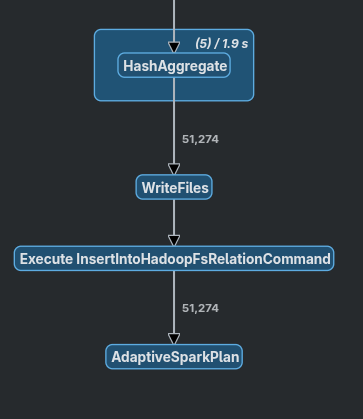 (5) / 1.9 s
HashAggregate
51,274
WriteFiles
Execute InsertIntoHadoopFsRelationCommand
51,274
AdaptiveSparkPlan